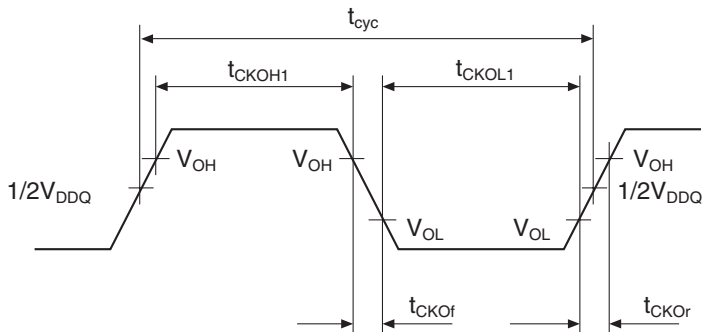 tcyc
tCKOH1 tCKOL1
VOH VOH VOH
1/2VDDQ 1/2VDDQ
VOL VOL
tCKOf tCKOr